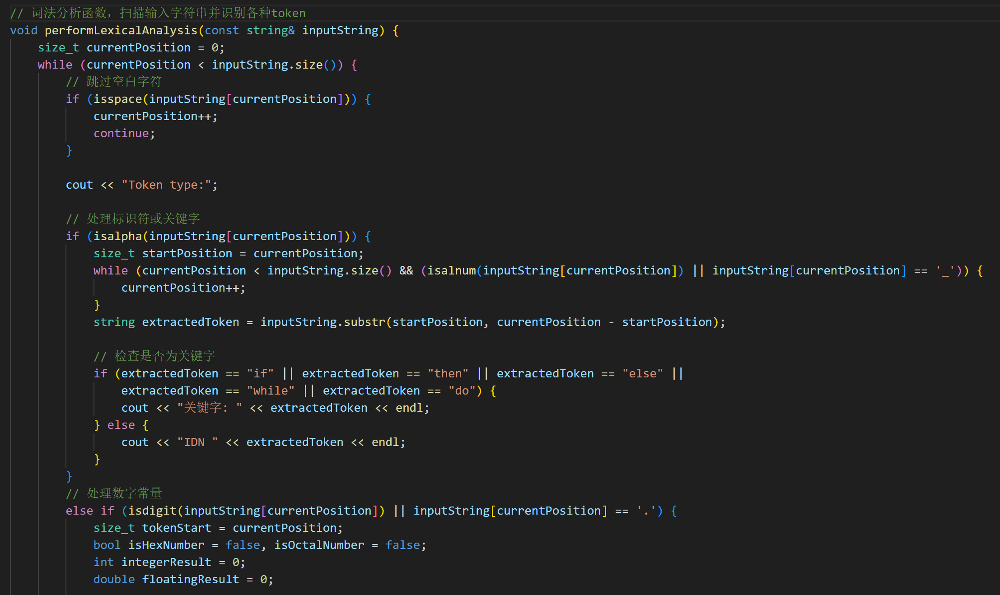 // 词法分析函数，扫描输入字符串并识别各种token
void performLexicalAnalysis(const string& inputString) {
    size_t currentPosition = 0;
    while (currentPosition < inputString.size()) {
        // 跳过空白字符
        if (isspace(inputString[currentPosition])) {
            currentPosition++;
            continue;
        }

        cout << "Token type:";

        // 处理标识符或关键字
        if (isalpha(inputString[currentPosition])) {
            size_t startPosition = currentPosition;
            while (currentPosition < inputString.size() && (isalnum(inputString[currentPosition]) || inputString[currentPosition] == '_')) {
                currentPosition++;
            }
            string extractedToken = inputString.substr(startPosition, currentPosition - startPosition);

            // 检查是否为关键字
            if (extractedToken == "if" || extractedToken == "then" || extractedToken == "else" ||
                extractedToken == "while" || extractedToken == "do") {
                cout << "关键字: " << extractedToken << endl;
            } else {
                cout << "IDN " << extractedToken << endl;
            }
        }
        // 处理数字常量
        else if (isdigit(inputString[currentPosition]) || inputString[currentPosition] == '.') {
            size_t tokenStart = currentPosition;
            bool isHexNumber = false, isOctalNumber = false;
            int integerResult = 0;
            double floatingResult = 0;